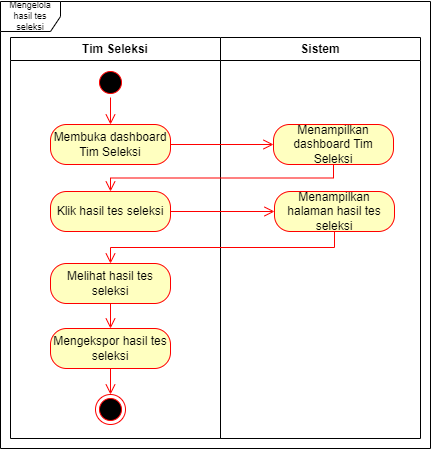 Mengelola
hasil tes
seleksi
Tim Seleksi
Sistem
Membuka dashboard
Tim Seleksi
Menampilkan
dashboard Tim
Seleksi
Klik hasil tes seleksi
Menampilkan
halaman hasil tes
seleksi
Melihat hasil tes
seleksi
Mengekspor hasil tes
seleksi